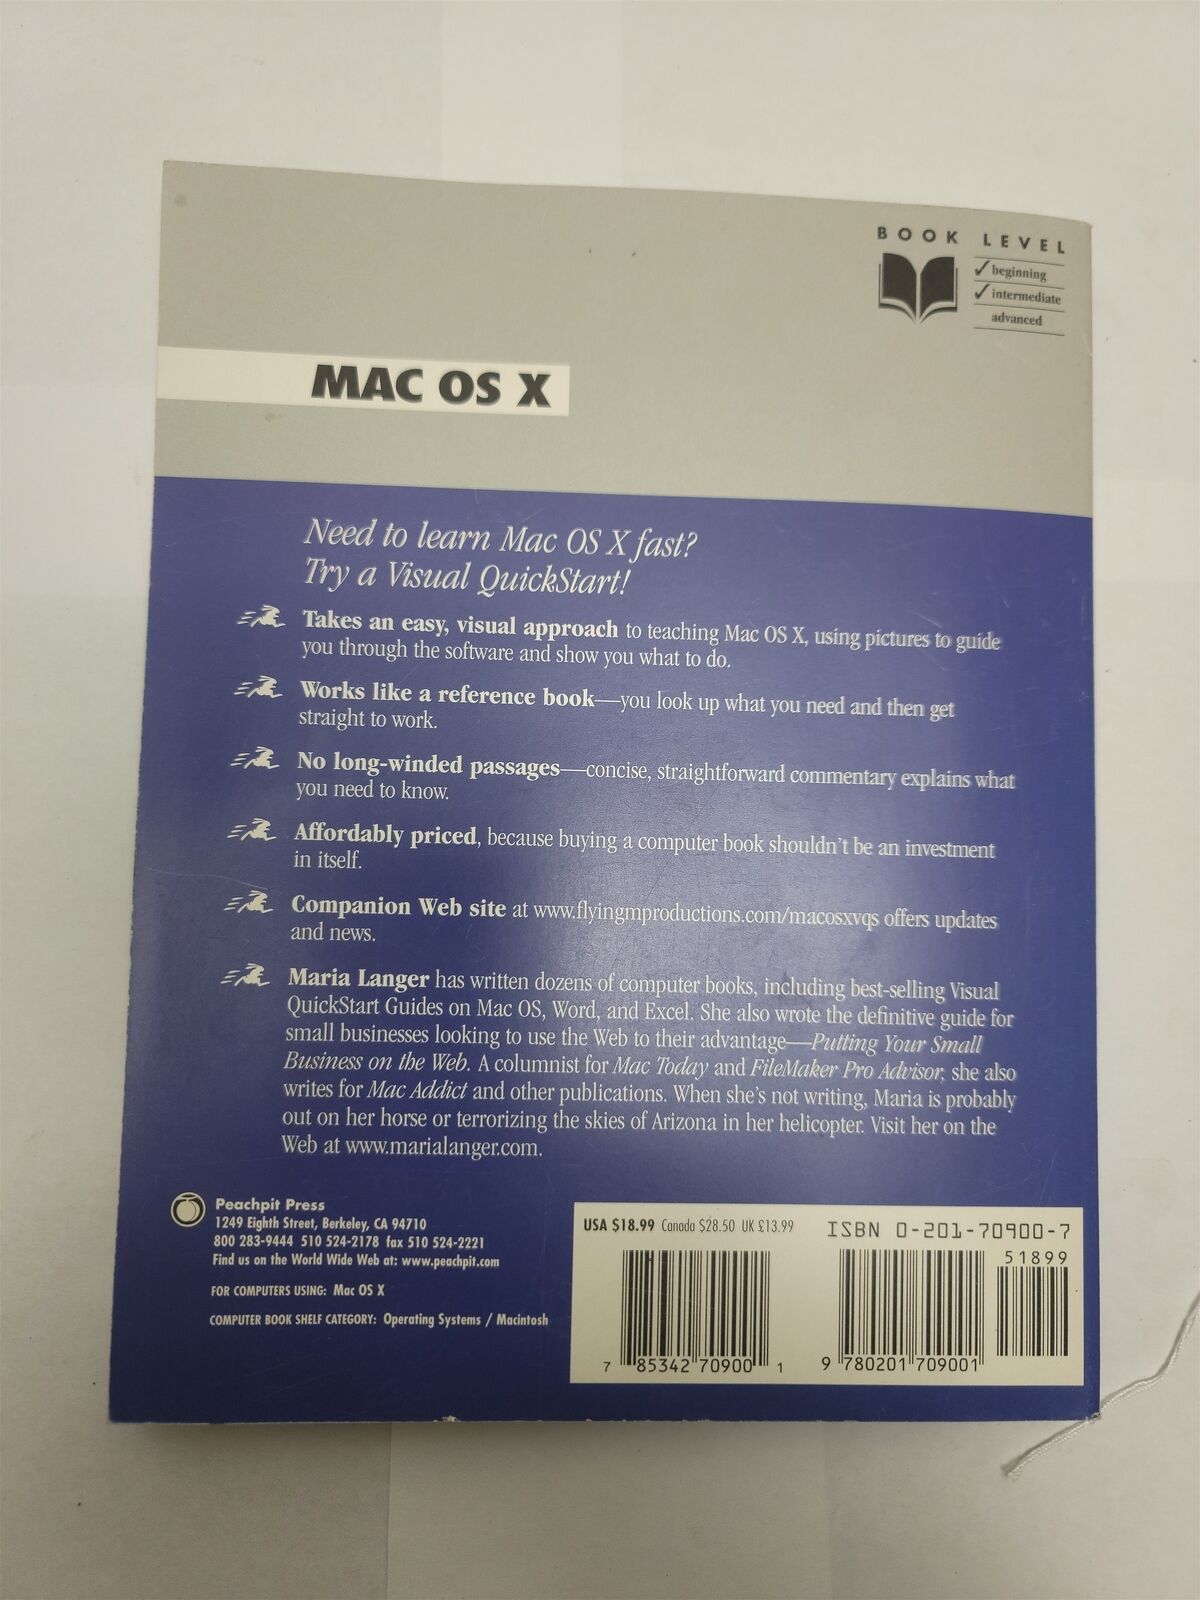 BOOK LEVEL
✓ beginning
✓ intermediate
advanced
MAC OS X
Need to learn Mac OS X fast?
Try a Visual QuickStart!
Takes an easy, visual approach to teaching Mac OS X, using pictures to guide
you through the software and show you what to do.
Works like a reference book—you look up what you need and then get
straight to work.
No long-winded passages—concise, straightforward commentary explains what
you need to know.
Affordably priced, because buying a computer book shouldn't be an investment
in itself.
Companion Web site at www.flyingmproductions.com/macosxvqs offers updates
and news.
Maria Langer has written dozens of computer books, including best-selling Visual
QuickStart Guides on Mac OS, Word, and Excel. She also wrote the definitive guide for
small businesses looking to use the Web to their advantage—Putting Your Small
Business on the Web. A columnist for Mac Today and FileMaker Pro Advisor, she also
writes for Mac Addict and other publications. When she's not writing, Maria is probably
out on her horse or terrorizing the skies of Arizona in her helicopter. Visit her on the
Web at www.marialanger.com.
Peachpit Press
1249 Eighth Street, Berkeley, CA 94710
800 283-9444 510 524-2178 fax 510 524-2221
Find us on the World Wide Web at: www.peachpit.com
FOR COMPUTERS USING: Mac OS X
COMPUTER BOOK SHELF CATEGORY: Operating Systems / Macintosh
USA $18.99 Canada $28.50 UK £13.99
ISBN 0-201-70900-7
51899
7 85342 70900 1
9 780201 709001